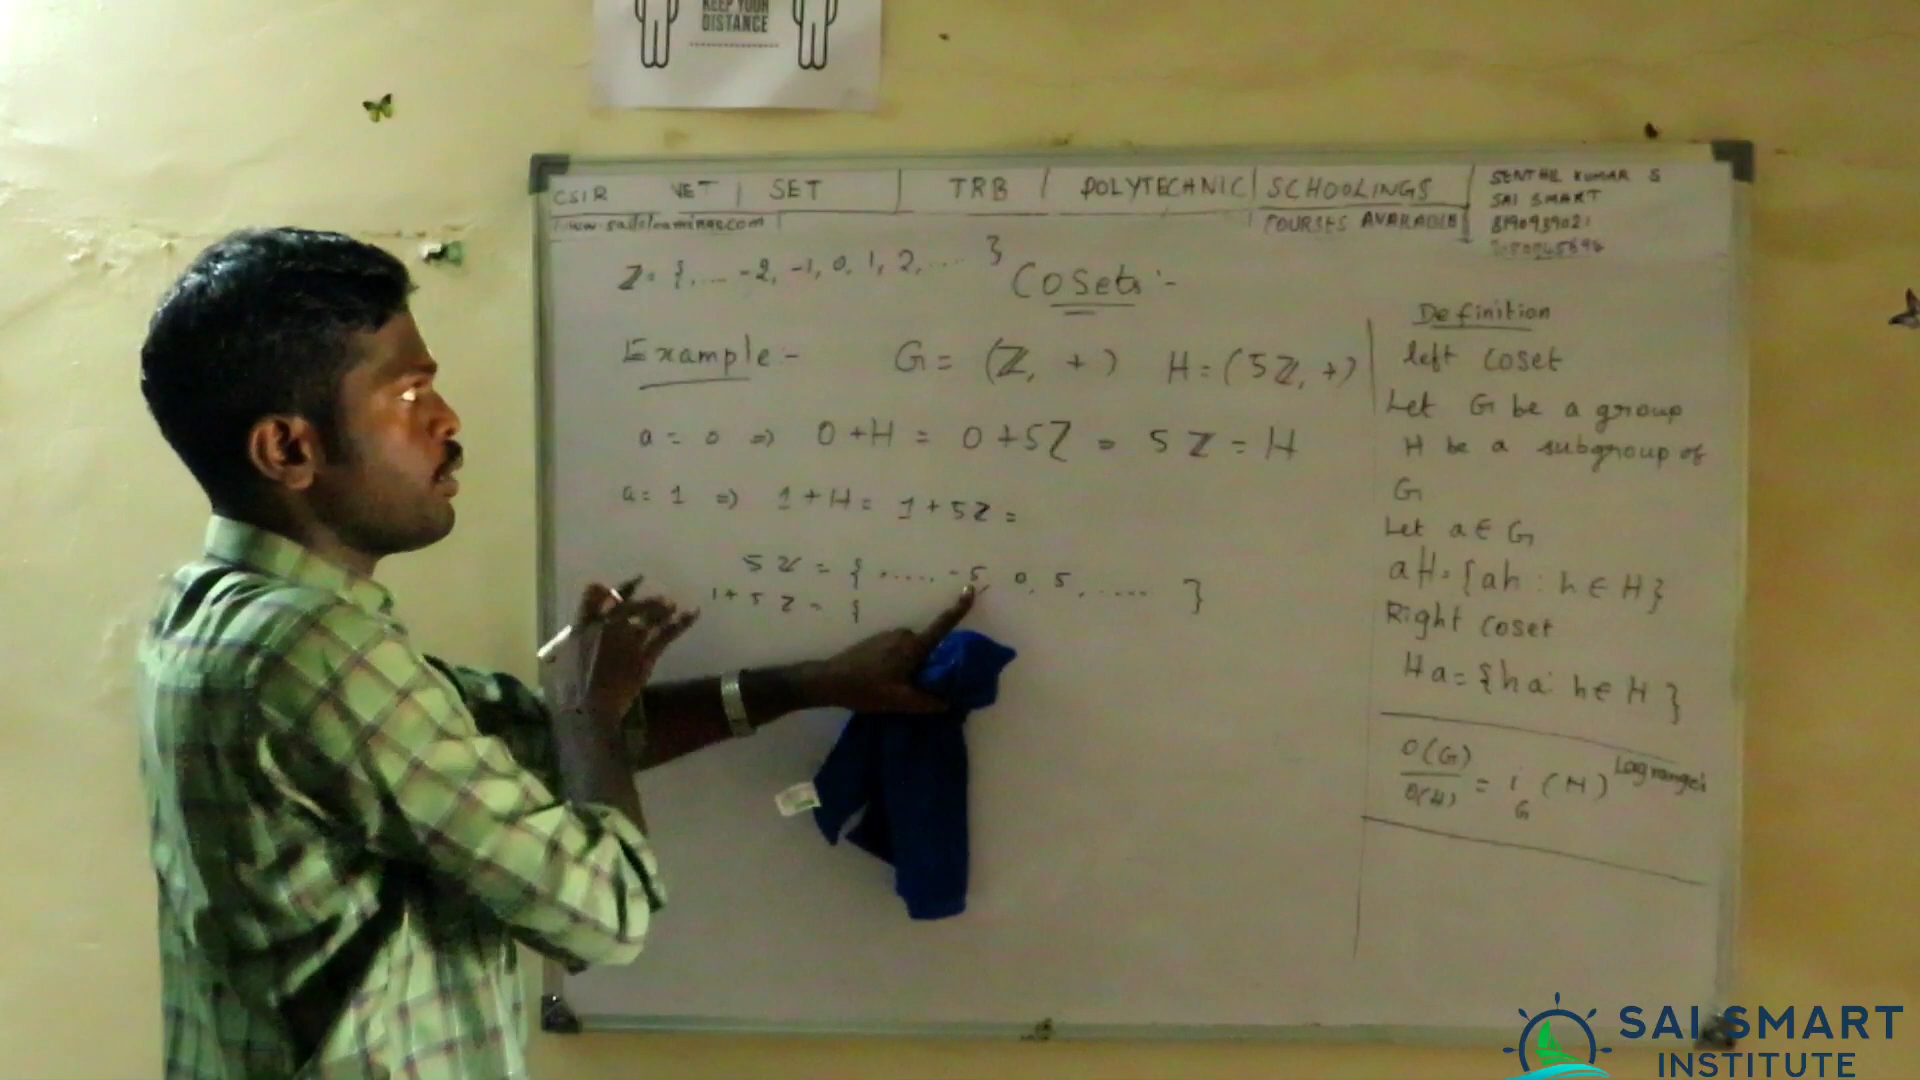 KEEP YOUR
DISTANCE
CSIR NET | SET | TRB | POLYTECHNIC | SCHOOLINGS
COURSES AVAILABLE
SENTHIL KUMAR S
SAI SMART
8190939021
Z = {, ... -2, -1, 0, 1, 2, .... }
Cosets :-
Example :- G = (Z, +) H = (5Z, +)
a = 0 ⇒ 0 + H = 0 + 5Z = 5Z = H
a = 1 ⇒ 1 + H = 1 + 5Z =
5Z = { ..... -5, 0, 5, ..... }
1 + 5Z = {
Definition
left coset
Let G be a group
H be a subgroup of
G
Let a ∈ G
aH = {ah : h ∈ H}
Right coset
Ha = {ha : h ∈ H}
O(G)/O(H) = i_G (H) Lagranges
SAI SMART
INSTITUTE